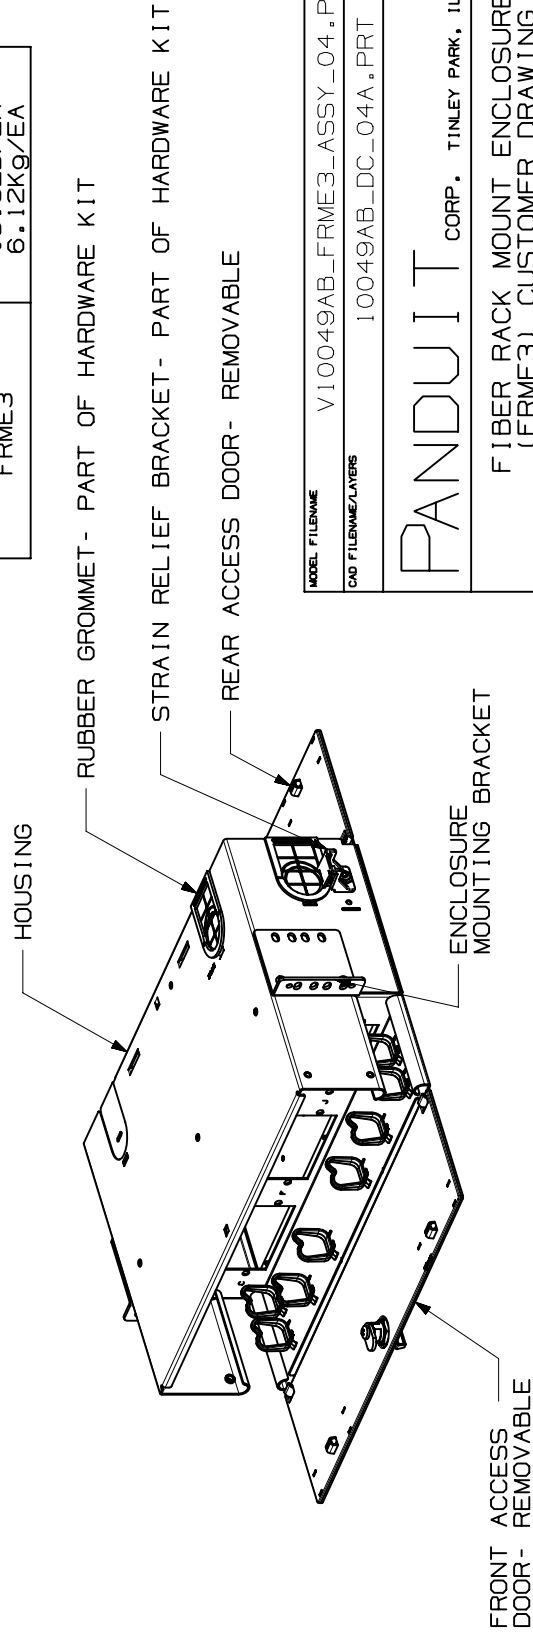 6.12Kg/EA
FRME3
HOUSING
RUBBER GROMMET- PART OF HARDWARE KIT
STRAIN RELIEF BRACKET- PART OF HARDWARE KIT
REAR ACCESS DOOR- REMOVABLE
ENCLOSURE
MOUNTING BRACKET
FRONT ACCESS
DOOR- REMOVABLE
MODEL FILENAME
V10049AB_FRME3_ASSY_04.P
CAD FILENAME/LAYERS
10049AB_DC_04A.PRT
PANDUIT CORP. TINLEY PARK, IL
FIBER RACK MOUNT ENCLOSURE
(FRME3) CUSTOMER DRAWING